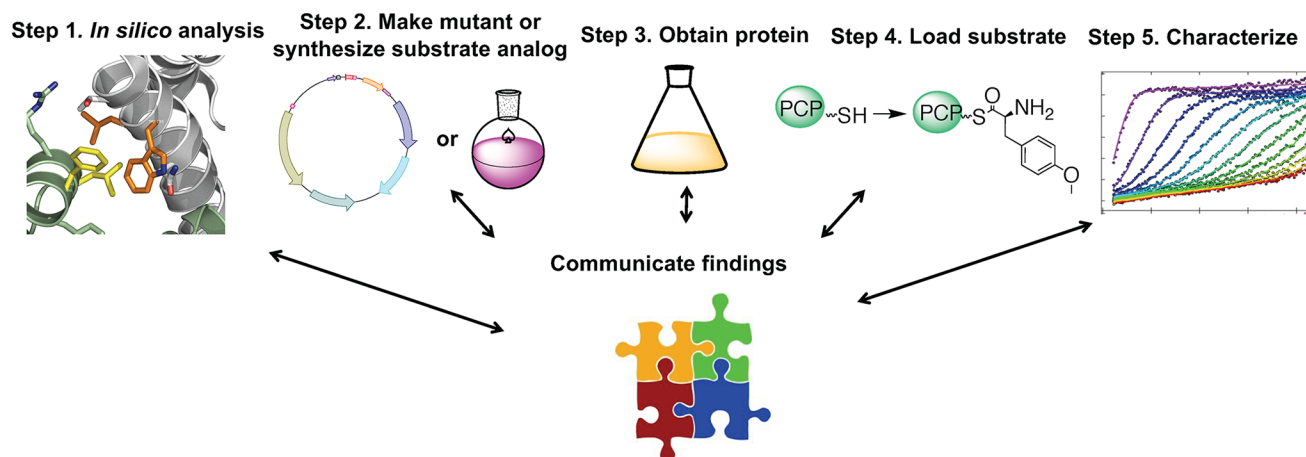 Step 1. In silico analysis
Step 2. Make mutant or
synthesize substrate analog
Step 3. Obtain protein
Step 4. Load substrate
Step 5. Characterize
or
PCP
SH
PCP
S
O
NH2
O
Communicate findings